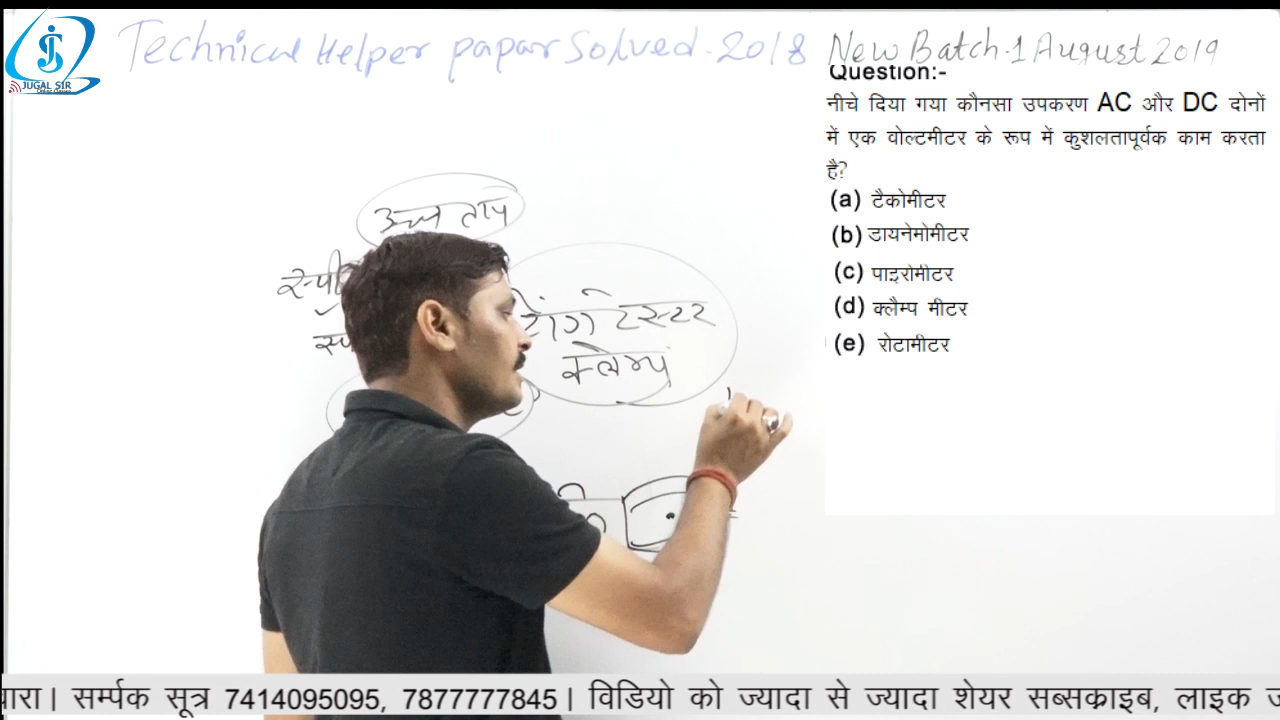 JUGAL SIR
Technical Helper papar Solved-2018 New Batch-1 August 2019
Question:-
नीचे दिया गया कौनसा उपकरण AC और DC दोनों
में एक वोल्टमीटर के रूप में कुशलतापूर्वक काम करता
है?
(a) टैकोमीटर
(b) डायनेमोमीटर
(c) पाइरोमीटर
(d) क्लैम्प मीटर
(e) रोटामीटर
उच्च ताप
टेस्टर
क्लैम्प
सर्म्पक सूत्र 7414095095, 7877777845 | विडियो को ज्यादा से ज्यादा शेयर सब्सक्राइब, लाइक